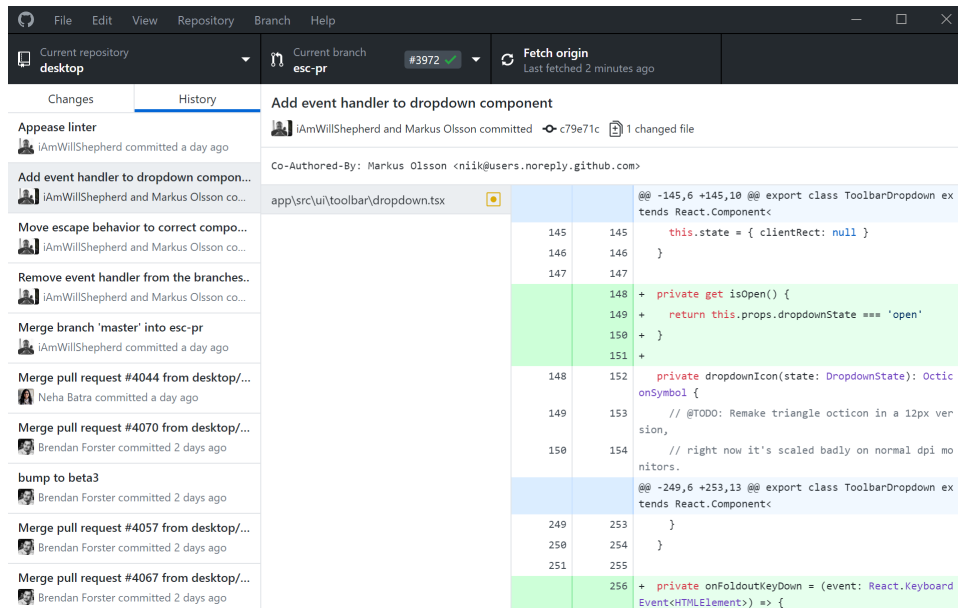 File Edit View Repository Branch Help
Current repository
desktop
Current branch
esc-pr
#3972
Fetch origin
Last fetched 2 minutes ago
Changes
History
Appease linter
iAmWillShepherd committed a day ago
Add event handler to dropdown compon...
iAmWillShepherd and Markus Olsson co...
Move escape behavior to correct compo...
iAmWillShepherd and Markus Olsson co...
Remove event handler from the branches..
iAmWillShepherd and Markus Olsson co...
Merge branch 'master' into esc-pr
iAmWillShepherd committed a day ago
Merge pull request #4044 from desktop/...
Neha Batra committed a day ago
Merge pull request #4070 from desktop/...
Brendan Forster committed 2 days ago
bump to beta3
Brendan Forster committed 2 days ago
Merge pull request #4057 from desktop/...
Brendan Forster committed 2 days ago
Merge pull request #4067 from desktop/...
Brendan Forster committed 2 days ago
Add event handler to dropdown component
iAmWillShepherd and Markus Olsson committed c79e71c 1 changed file
Co-Authored-By: Markus Olsson <niik@users.noreply.github.com>
app\src\ui\toolbar\dropdown.tsx
@@ -145,6 +145,10 @@ export class ToolbarDropdown ex
tends React.Component<
145 145 this.state = { clientRect: null }
146 146 }
147 147
148 + private get isOpen() {
149 + return this.props.dropdownState === 'open'
150 + }
151 +
148 152 private dropdownIcon(state: DropdownState): Octic
onSymbol {
149 153 // @TODO: Remake triangle octicon in a 12px ver
sion,
150 154 // right now it's scaled badly on normal dpi mo
nitors.
@@ -249,6 +253,13 @@ export class ToolbarDropdown ex
tends React.Component<
249 253 }
250 254 }
251 255
256 + private onFoldoutKeyDown = (event: React.Keyboard
Event<HTMLElement>) => {